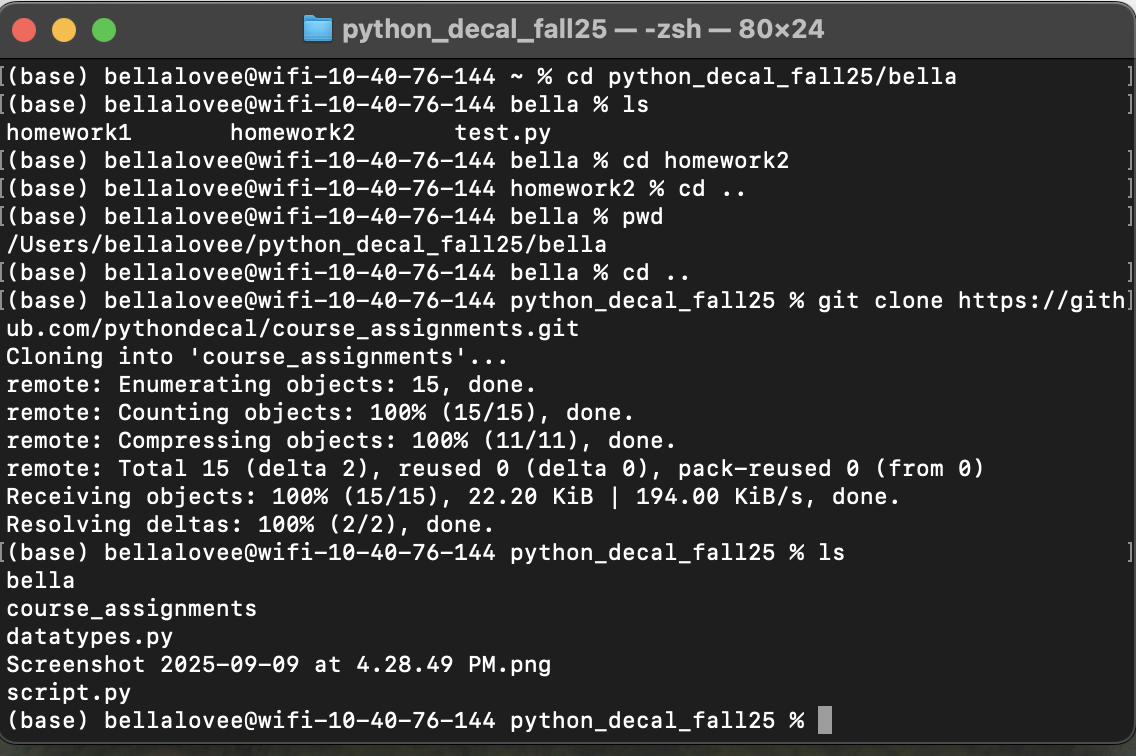 python_decal_fall25 — -zsh — 80×24
[(base) bellalovee@wifi-10-40-76-144 ~ % cd python_decal_fall25/bella ]
[(base) bellalovee@wifi-10-40-76-144 bella % ls ]
homework1       homework2       test.py
[(base) bellalovee@wifi-10-40-76-144 bella % cd homework2 ]
[(base) bellalovee@wifi-10-40-76-144 homework2 % cd .. ]
[(base) bellalovee@wifi-10-40-76-144 bella % pwd ]
/Users/bellalovee/python_decal_fall25/bella
[(base) bellalovee@wifi-10-40-76-144 bella % cd .. ]
[(base) bellalovee@wifi-10-40-76-144 python_decal_fall25 % git clone https://gith]
ub.com/pythondecal/course_assignments.git
Cloning into 'course_assignments'...
remote: Enumerating objects: 15, done.
remote: Counting objects: 100% (15/15), done.
remote: Compressing objects: 100% (11/11), done.
remote: Total 15 (delta 2), reused 0 (delta 0), pack-reused 0 (from 0)
Receiving objects: 100% (15/15), 22.20 KiB | 194.00 KiB/s, done.
Resolving deltas: 100% (2/2), done.
[(base) bellalovee@wifi-10-40-76-144 python_decal_fall25 % ls ]
bella
course_assignments
datatypes.py
Screenshot 2025-09-09 at 4.28.49 PM.png
script.py
(base) bellalovee@wifi-10-40-76-144 python_decal_fall25 %